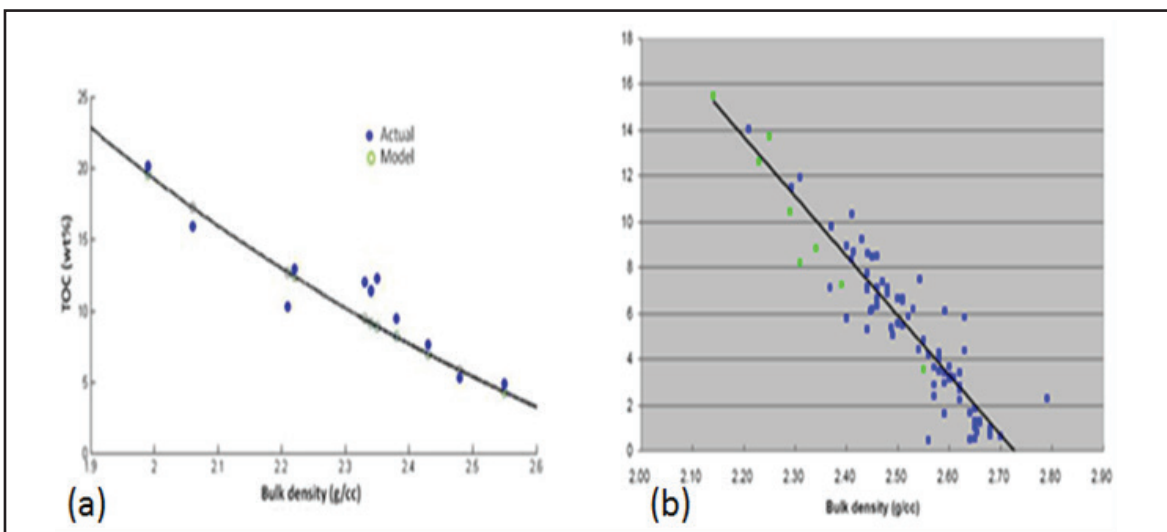 25
20
15
10
5
0
TOC (wt%)
Actual
Model
1.9 2 2.1 2.2 2.3 2.4 2.5 2.6
Bulk density (g/cc)
(a)
18
16
14
12
10
8
6
4
2
0
2.00 2.10 2.20 2.30 2.40 2.50 2.60 2.70 2.80 2.90
Bulk density (g/cc)
(b)